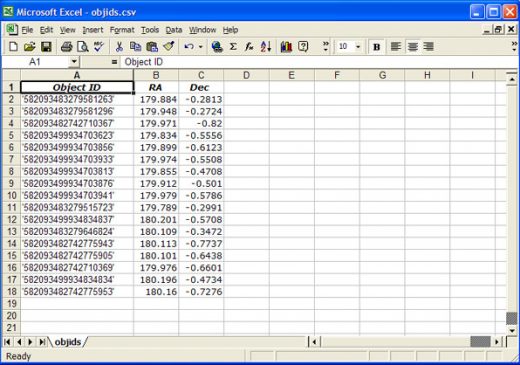 Microsoft Excel - objids.csv
File Edit View Insert Format Tools Data Window Help
10 B
A1 = Object ID
A B C D E F G H I
1 Object ID RA Dec
2 '582093483279581263' 179.884 -0.2813
3 '582093483279581296' 179.948 -0.2724
4 '582093482742710367' 179.971 -0.82
5 '582093499934703623' 179.834 -0.5556
6 '582093499934703856' 179.899 -0.6123
7 '582093499934703933' 179.974 -0.5508
8 '582093499934703813' 179.855 -0.4708
9 '582093499934703876' 179.912 -0.501
10 '582093499934703941' 179.979 -0.5786
11 '582093483279515723' 179.789 -0.2991
12 '582093499934834837' 180.201 -0.5708
13 '582093483279646824' 180.109 -0.3472
14 '582093482742775943' 180.113 -0.7737
15 '582093482742775905' 180.101 -0.6438
16 '582093482742710369' 179.976 -0.6601
17 '582093499934834834' 180.196 -0.4734
18 '582093482742775953' 180.16 -0.7276
19
20
21
objids
Ready